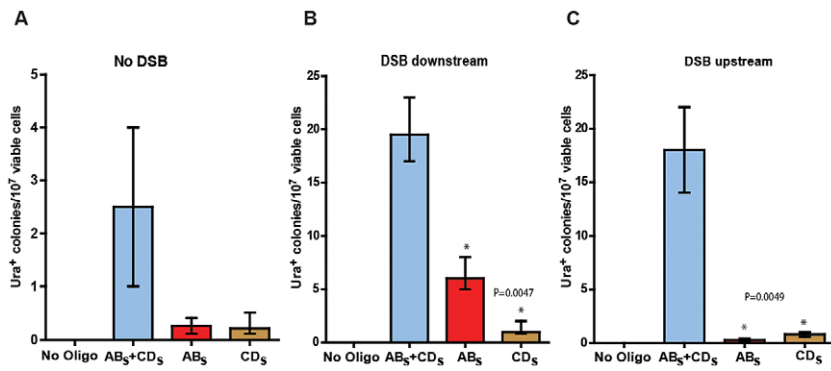 A
No DSB
Ura⁺ colonies/10⁷ viable cells
5
4
3
2
1
0
No Oligo
ABS+CDS
ABS
CDS
B
DSB downstream
Ura⁺ colonies/10⁷ viable cells
25
20
15
10
5
0
*
P=0.0047
*
No Oligo
ABS+CDS
ABS
CDS
C
DSB upstream
Ura⁺ colonies/10⁷ viable cells
25
20
15
10
5
0
P=0.0049
*
*
No Oligo
ABS+CDS
ABS
CDS